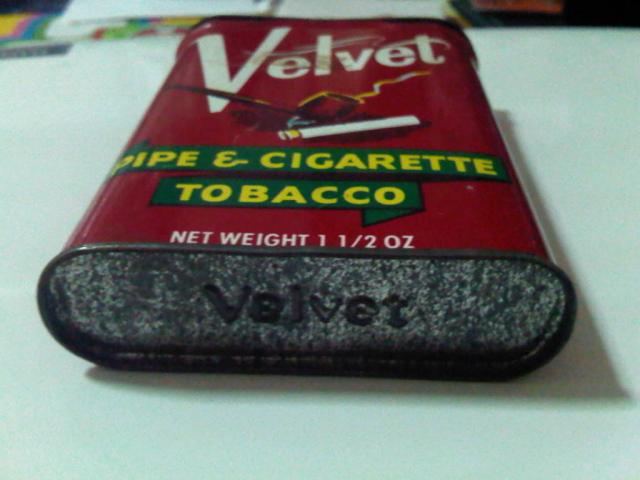 Velvet
PIPE & CIGARETTE
TOBACCO
NET WEIGHT 1 1/2 OZ
Velvet